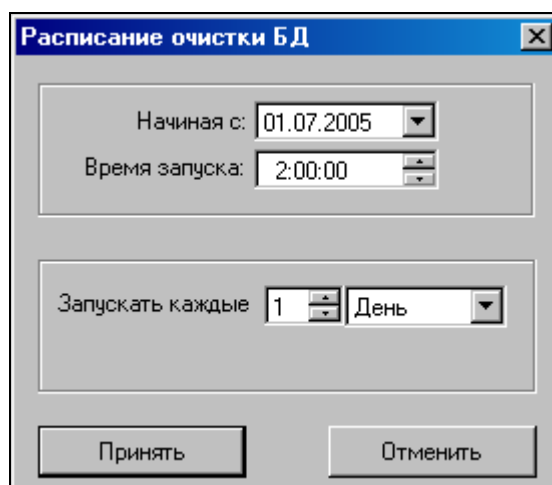 Расписание очистки БД
Начиная с: 01.07.2005
Время запуска: 2:00:00
Запускать каждые 1 День
Принять Отменить